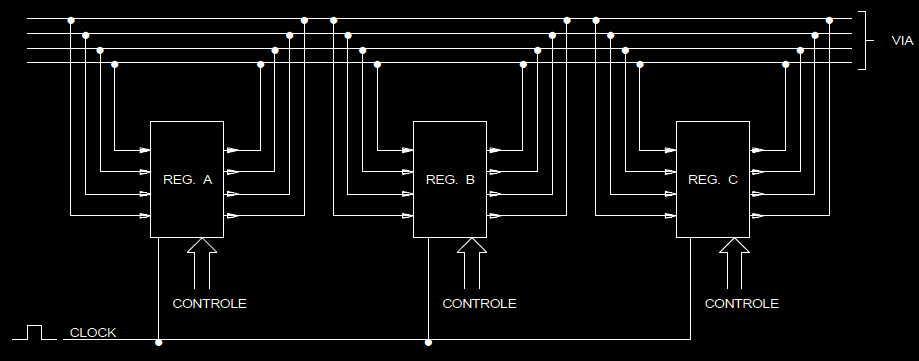 VIA
REG. A
REG. B
REG. C
CONTROLE
CONTROLE
CONTROLE
CLOCK